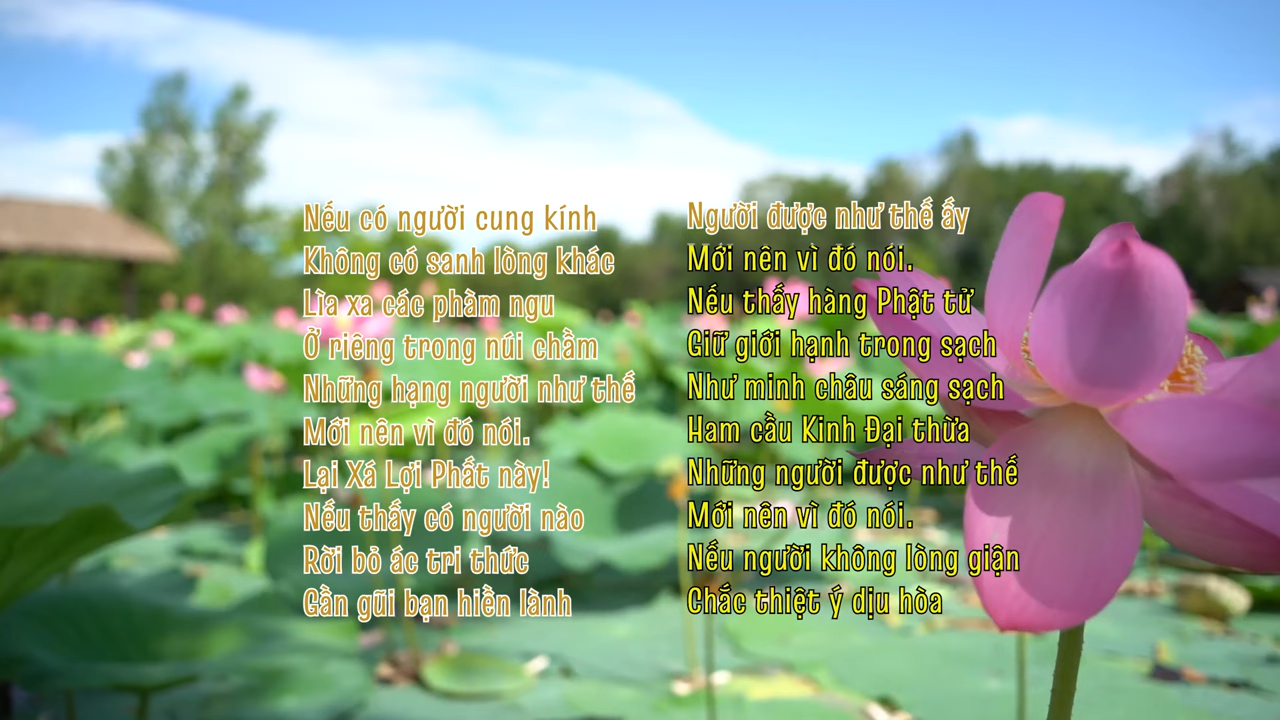 Nếu có người cung kính
Không có sanh lòng khác
Lìa xa các phàm ngu
Ở riêng trong núi chầm
Những hạng người như thế
Mới nên vì đó nói.
Lại Xá Lợi Phất này!
Nếu thấy có người nào
Rời bỏ ác tri thức
Gần gũi bạn hiền lành
Người được như thế ấy
Mới nên vì đó nói.
Nếu thấy hàng Phật tử
Giữ giới hạnh trong sạch
Như minh châu sáng sạch
Ham cầu Kinh Đại thừa
Những người được như thế
Mới nên vì đó nói.
Nếu người không lòng giận
Chắc thiệt ý dịu hòa